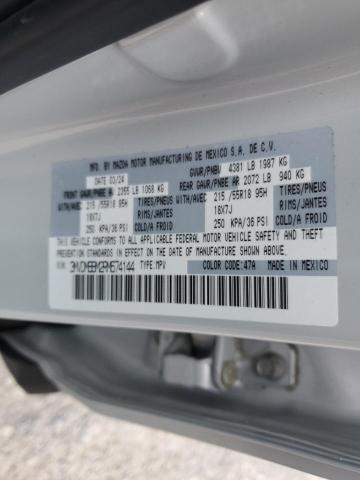 MFD. BY MAZDA MOTOR MANUFACTURING DE MEXICO S.A. DE C.V.
DATE 03/24 GVWR/PNBV 4381 LB 1987 KG
FRONT GAWR/PNBE AV 2355 LB 1068 KG REAR GAWR/PNBE AR 2072 LB 940 KG
WITH/AVEC 215 /55R18 95H TIRES/PNEUS WITH/AVEC 215 /55R18 95H TIRES/PNEUS
18X7J RIMS/JANTES 18X7J RIMS/JANTES
250 KPA/36 PSI COLD/A FROID 250 KPA/36 PSI COLD/A FROID
THIS VEHICLE CONFORMS TO ALL APPLICABLE FEDERAL MOTOR VEHICLE SAFETY AND THEFT
PREVENTION STANDARDS IN EFFECT ON THE DATE OF MANUFACTURE SHOWN ABOVE.
TYPE: MPV COLOR CODE: 47A MADE IN MEXICO